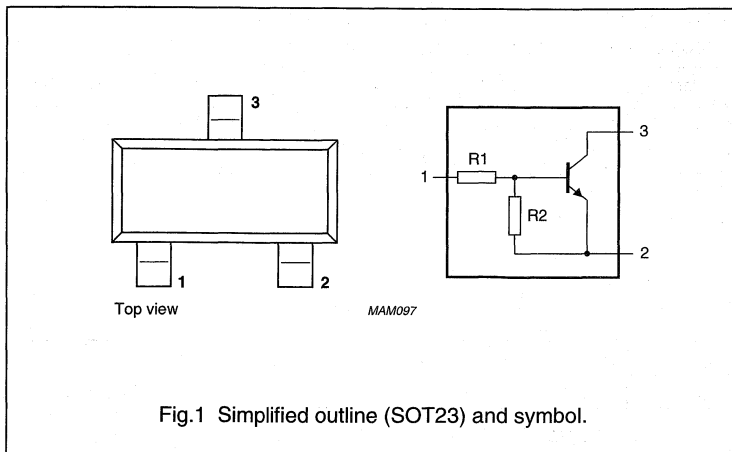 3
1
2
Top view
MAM097
1
R1
R2
3
2
Fig.1 Simplified outline (SOT23) and symbol.